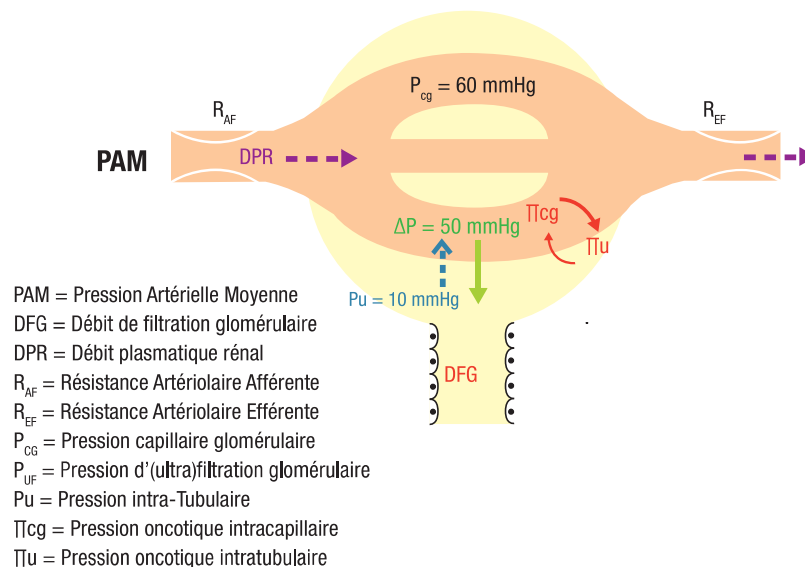 P_cg = 60 mmHg
R_AF
R_EF
PAM
DPR
∏cg
ΔP = 50 mmHg
∏u
Pu = 10 mmHg
DFG
PAM = Pression Artérielle Moyenne
DFG = Débit de filtration glomérulaire
DPR = Débit plasmatique rénal
R_AF = Résistance Artériolaire Afférente
R_EF = Résistance Artériolaire Efférente
P_CG = Pression capillaire glomérulaire
P_UF = Pression d'(ultra)filtration glomérulaire
Pu = Pression intra-Tubulaire
∏cg = Pression oncotique intracapillaire
∏u = Pression oncotique intratubulaire